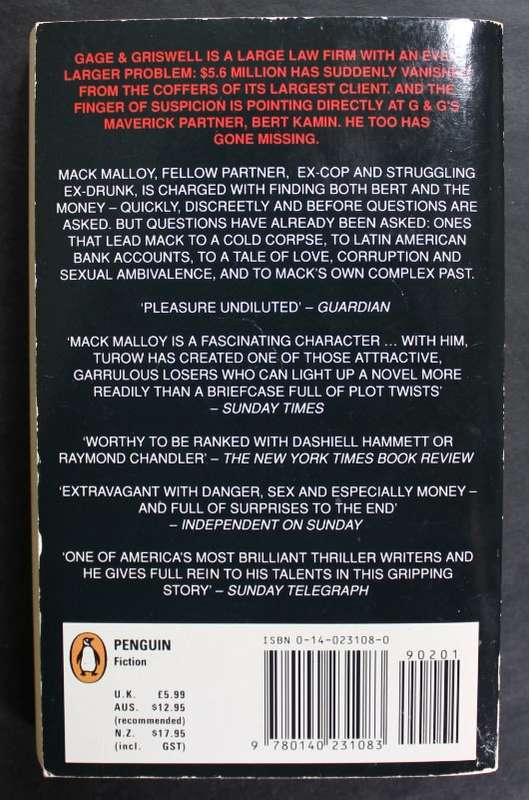 GAGE & GRISWELL IS A LARGE LAW FIRM WITH AN EVEN
LARGER PROBLEM: $5.6 MILLION HAS SUDDENLY VANISHED
FROM THE COFFERS OF ITS LARGEST CLIENT. AND THE
FINGER OF SUSPICION IS POINTING DIRECTLY AT G & G'S
MAVERICK PARTNER, BERT KAMIN. HE TOO HAS
GONE MISSING.
MACK MALLOY, FELLOW PARTNER, EX-COP AND STRUGGLING
EX-DRUNK, IS CHARGED WITH FINDING BOTH BERT AND THE
MONEY – QUICKLY, DISCREETLY AND BEFORE QUESTIONS ARE
ASKED. BUT QUESTIONS HAVE ALREADY BEEN ASKED: ONES
THAT LEAD MACK TO A COLD CORPSE, TO LATIN AMERICAN
BANK ACCOUNTS, TO A TALE OF LOVE, CORRUPTION AND
SEXUAL AMBIVALENCE, AND TO MACK'S OWN COMPLEX PAST.
'PLEASURE UNDILUTED' – GUARDIAN
'MACK MALLOY IS A FASCINATING CHARACTER ... WITH HIM,
TUROW HAS CREATED ONE OF THOSE ATTRACTIVE,
GARRULOUS LOSERS WHO CAN LIGHT UP A NOVEL MORE
READILY THAN A BRIEFCASE FULL OF PLOT TWISTS'
– SUNDAY TIMES
'WORTHY TO BE RANKED WITH DASHIELL HAMMETT OR
RAYMOND CHANDLER' – THE NEW YORK TIMES BOOK REVIEW
'EXTRAVAGANT WITH DANGER, SEX AND ESPECIALLY MONEY –
AND FULL OF SURPRISES TO THE END'
– INDEPENDENT ON SUNDAY
'ONE OF AMERICA'S MOST BRILLIANT THRILLER WRITERS AND
HE GIVES FULL REIN TO HIS TALENTS IN THIS GRIPPING
STORY' – SUNDAY TELEGRAPH
PENGUIN
Fiction
U.K. £5.99
AUS. $12.95
(recommended)
N.Z. $17.95
(incl. GST)
ISBN 0-14-023108-0
90201
9 780140 231083